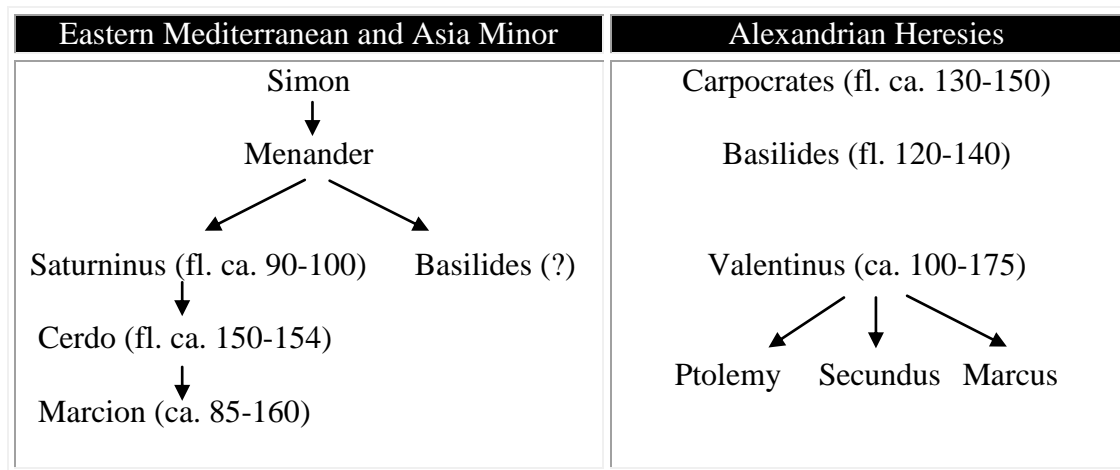 Eastern Mediterranean and Asia Minor
Simon
Menander
Saturninus (fl. ca. 90-100) Basilides (?)
Cerdo (fl. ca. 150-154)
Marcion (ca. 85-160)
Alexandrian Heresies
Carpocrates (fl. ca. 130-150)
Basilides (fl. 120-140)
Valentinus (ca. 100-175)
Ptolemy Secundus Marcus